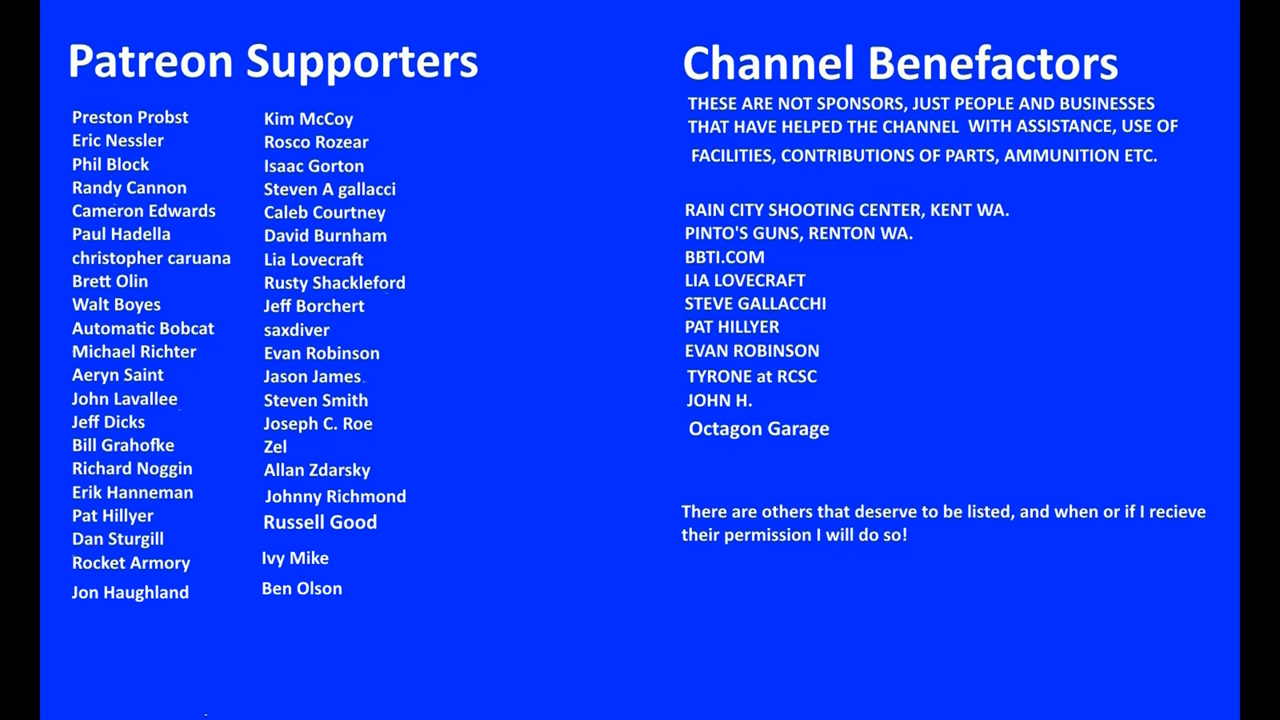 Patreon Supporters
Preston Probst
Eric Nessler
Phil Block
Randy Cannon
Cameron Edwards
Paul Hadella
christopher caruana
Brett Olin
Walt Boyes
Automatic Bobcat
Michael Richter
Aeryn Saint
John Lavallee
Jeff Dicks
Bill Grahofke
Richard Noggin
Erik Hanneman
Pat Hillyer
Dan Sturgill
Rocket Armory
Jon Haughland
Kim McCoy
Rosco Rozear
Isaac Gorton
Steven A gallacci
Caleb Courtney
David Burnham
Lia Lovecraft
Rusty Shackleford
Jeff Borchert
saxdiver
Evan Robinson
Jason James
Steven Smith
Joseph C. Roe
Zel
Allan Zdarsky
Johnny Richmond
Russell Good
Ivy Mike
Ben Olson
Channel Benefactors
THESE ARE NOT SPONSORS, JUST PEOPLE AND BUSINESSES
THAT HAVE HELPED THE CHANNEL WITH ASSISTANCE, USE OF
FACILITIES, CONTRIBUTIONS OF PARTS, AMMUNITION ETC.
RAIN CITY SHOOTING CENTER, KENT WA.
PINTO'S GUNS, RENTON WA.
BBTI.COM
LIA LOVECRAFT
STEVE GALLACCHI
PAT HILLYER
EVAN ROBINSON
TYRONE at RCSC
JOHN H.
Octagon Garage
There are others that deserve to be listed, and when or if I recieve
their permission I will do so!